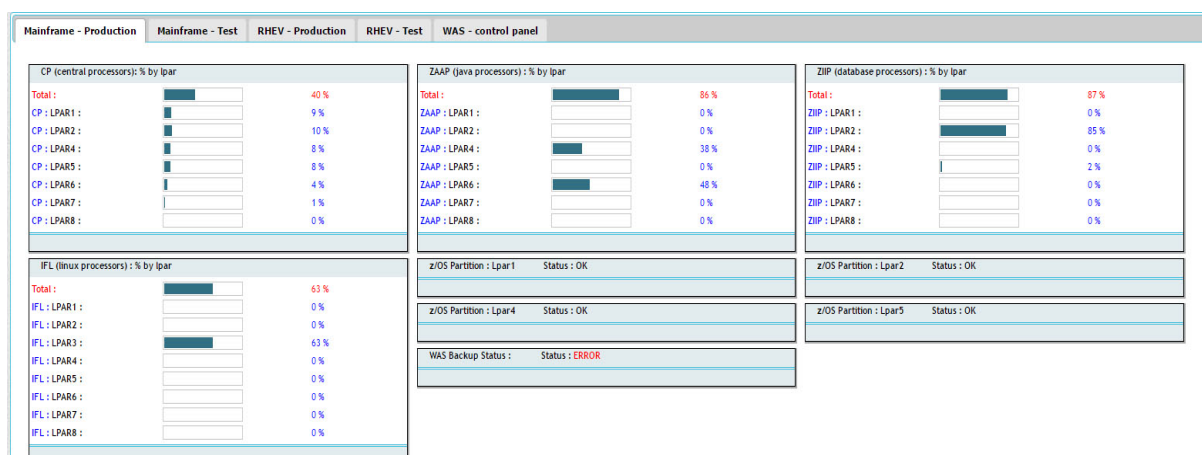 Mainframe - Production Mainframe - Test RHEV - Production RHEV - Test WAS - control panel
CP (central processors): % by lpar
Total : 40 %
CP : LPAR1 : 9 %
CP : LPAR2 : 10 %
CP : LPAR4 : 8 %
CP : LPAR5 : 8 %
CP : LPAR6 : 4 %
CP : LPAR7 : 1 %
CP : LPAR8 : 0 %
ZAAP (java processors) : % by lpar
Total : 86 %
ZAAP : LPAR1 : 0 %
ZAAP : LPAR2 : 0 %
ZAAP : LPAR4 : 38 %
ZAAP : LPAR5 : 0 %
ZAAP : LPAR6 : 48 %
ZAAP : LPAR7 : 0 %
ZAAP : LPAR8 : 0 %
ZIIP (database processors) : % by lpar
Total : 87 %
ZIIP : LPAR1 : 0 %
ZIIP : LPAR2 : 85 %
ZIIP : LPAR4 : 0 %
ZIIP : LPAR5 : 2 %
ZIIP : LPAR6 : 0 %
ZIIP : LPAR7 : 0 %
ZIIP : LPAR8 : 0 %
IFL (linux processors) : % by lpar
Total : 63 %
IFL : LPAR1 : 0 %
IFL : LPAR2 : 0 %
IFL : LPAR3 : 63 %
IFL : LPAR4 : 0 %
IFL : LPAR5 : 0 %
IFL : LPAR6 : 0 %
IFL : LPAR7 : 0 %
IFL : LPAR8 : 0 %
z/OS Partition : Lpar1 Status : OK
z/OS Partition : Lpar2 Status : OK
z/OS Partition : Lpar4 Status : OK
z/OS Partition : Lpar5 Status : OK
WAS Backup Status : Status : ERROR